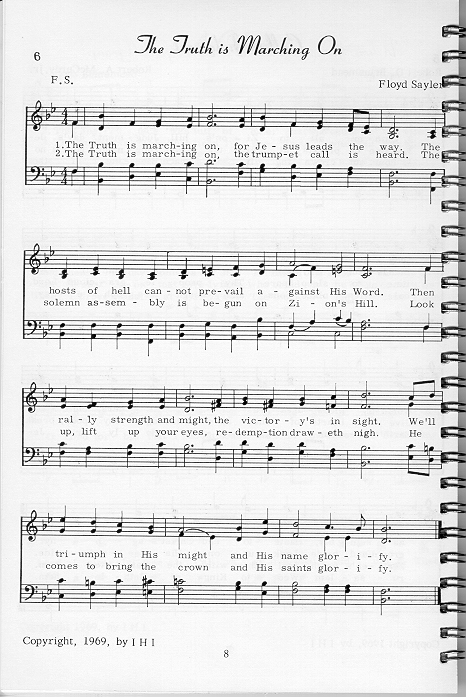 The Truth is Marching On
6
F.S.
Floyd Sayler
1.The Truth is march-ing on, for Je-sus leads the way. The
2.The Truth is march-ing on, the trump-et call is heard. The
hosts of hell can-not pre-vail a-gainst His Word. Then
solemn as-sem-bly is be-gun on Zi-on's Hill. Look
ral-ly strength and might, the vic-tor-y's in sight. We'll
up, lift up your eyes, re-demp-tion draw-eth nigh. He
tri-umph in His might and His name glor-i-fy.
comes to bring the crown and His saints glor-i-fy.
Copyright, 1969, by I H I
8